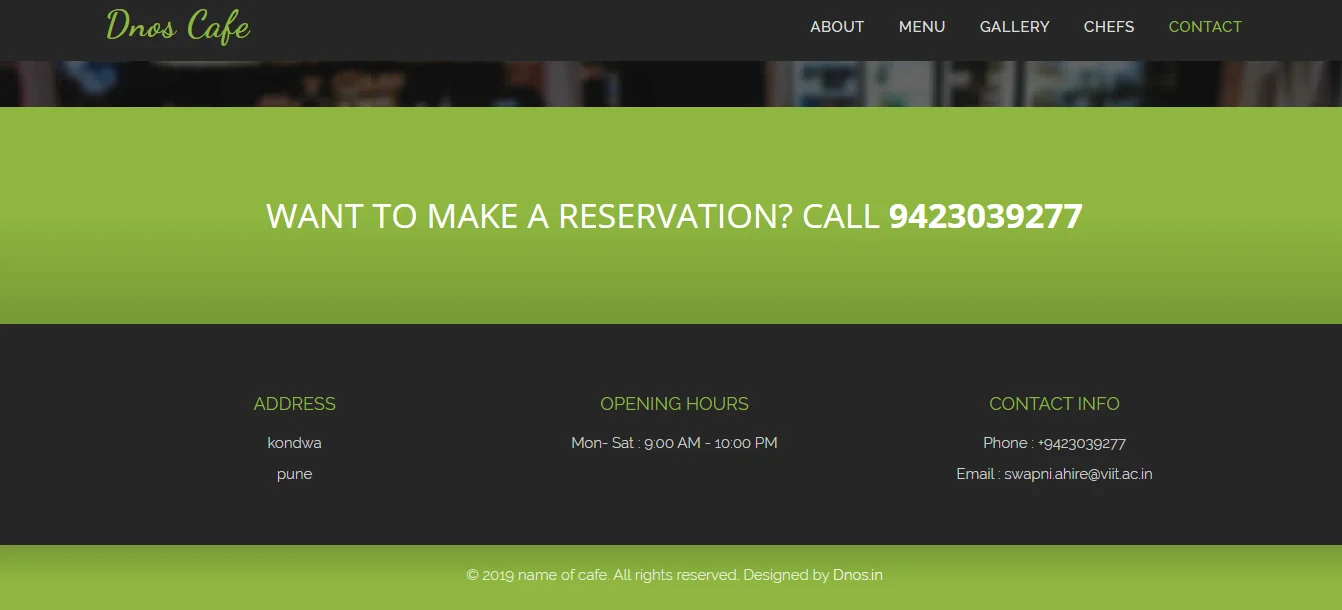 Dnos Cafe
ABOUT MENU GALLERY CHEFS CONTACT
WANT TO MAKE A RESERVATION? CALL 9423039277
ADDRESS
kondwa
pune
OPENING HOURS
Mon- Sat : 9:00 AM - 10:00 PM
CONTACT INFO
Phone : +9423039277
Email : swapni.ahire@viit.ac.in
© 2019 name of cafe. All rights reserved. Designed by Dnos.in